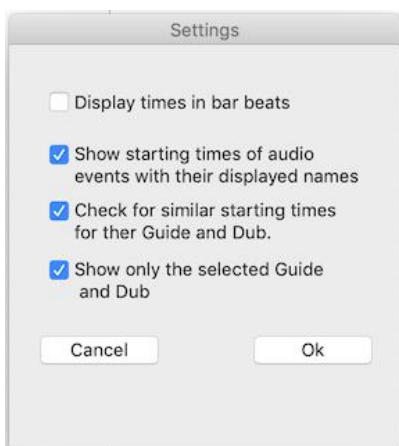 Settings
Display times in bar beats
Show starting times of audio
events with their displayed names
Check for similar starting times
for ther Guide and Dub.
Show only the selected Guide
and Dub
Cancel
Ok